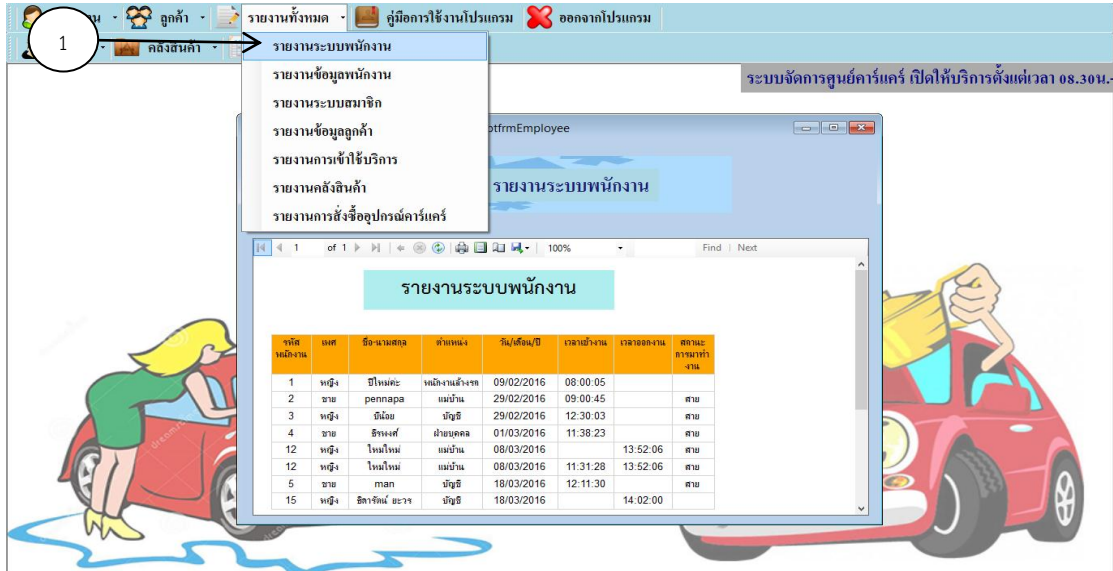 ลูกค้า รายงานทั้งหมด คู่มือการใช้งานโปรแกรม ออกจากโปรแกรม
1 คลังสินค้า
รายงานระบบพนักงาน
รายงานข้อมูลพนักงาน
รายงานระบบสมาชิก
รายงานข้อมูลลูกค้า
รายงานการเข้าใช้บริการ
รายงานคลังสินค้า
รายงานการสั่งซื้ออุปกรณ์คาร์แคร์
ระบบจัดการศูนย์คาร์แคร์ เปิดให้บริการตั้งแต่เวลา 08.30น.-
ptfrmEmployee
รายงานระบบพนักงาน
1 of 1 100% Find | Next
รายงานระบบพนักงาน
รหัสพนักงาน เพศ ชื่อ-นามสกุล ตำแหน่ง วัน/เดือน/ปี เวลาเข้างาน เวลาออกงาน สถานะการมาทำงาน
1 หญิง ปีใหม่ค่ะ พนักงานล้างรถ 09/02/2016 08:00:05
2 ชาย pennapa แม่บ้าน 29/02/2016 09:00:45 สาย
3 หญิง บีน้อย บัญชี 29/02/2016 12:30:03 สาย
4 ชาย ธิรพงศ์ ฝ่ายบุคคล 01/03/2016 11:38:23 สาย
12 หญิง ใหม่ใหม่ แม่บ้าน 08/03/2016 13:52:06 สาย
12 หญิง ใหม่ใหม่ แม่บ้าน 08/03/2016 11:31:28 13:52:06 สาย
5 ชาย man บัญชี 18/03/2016 12:11:30 สาย
15 หญิง ธิดารัตน์ ยะวร บัญชี 18/03/2016 14:02:00